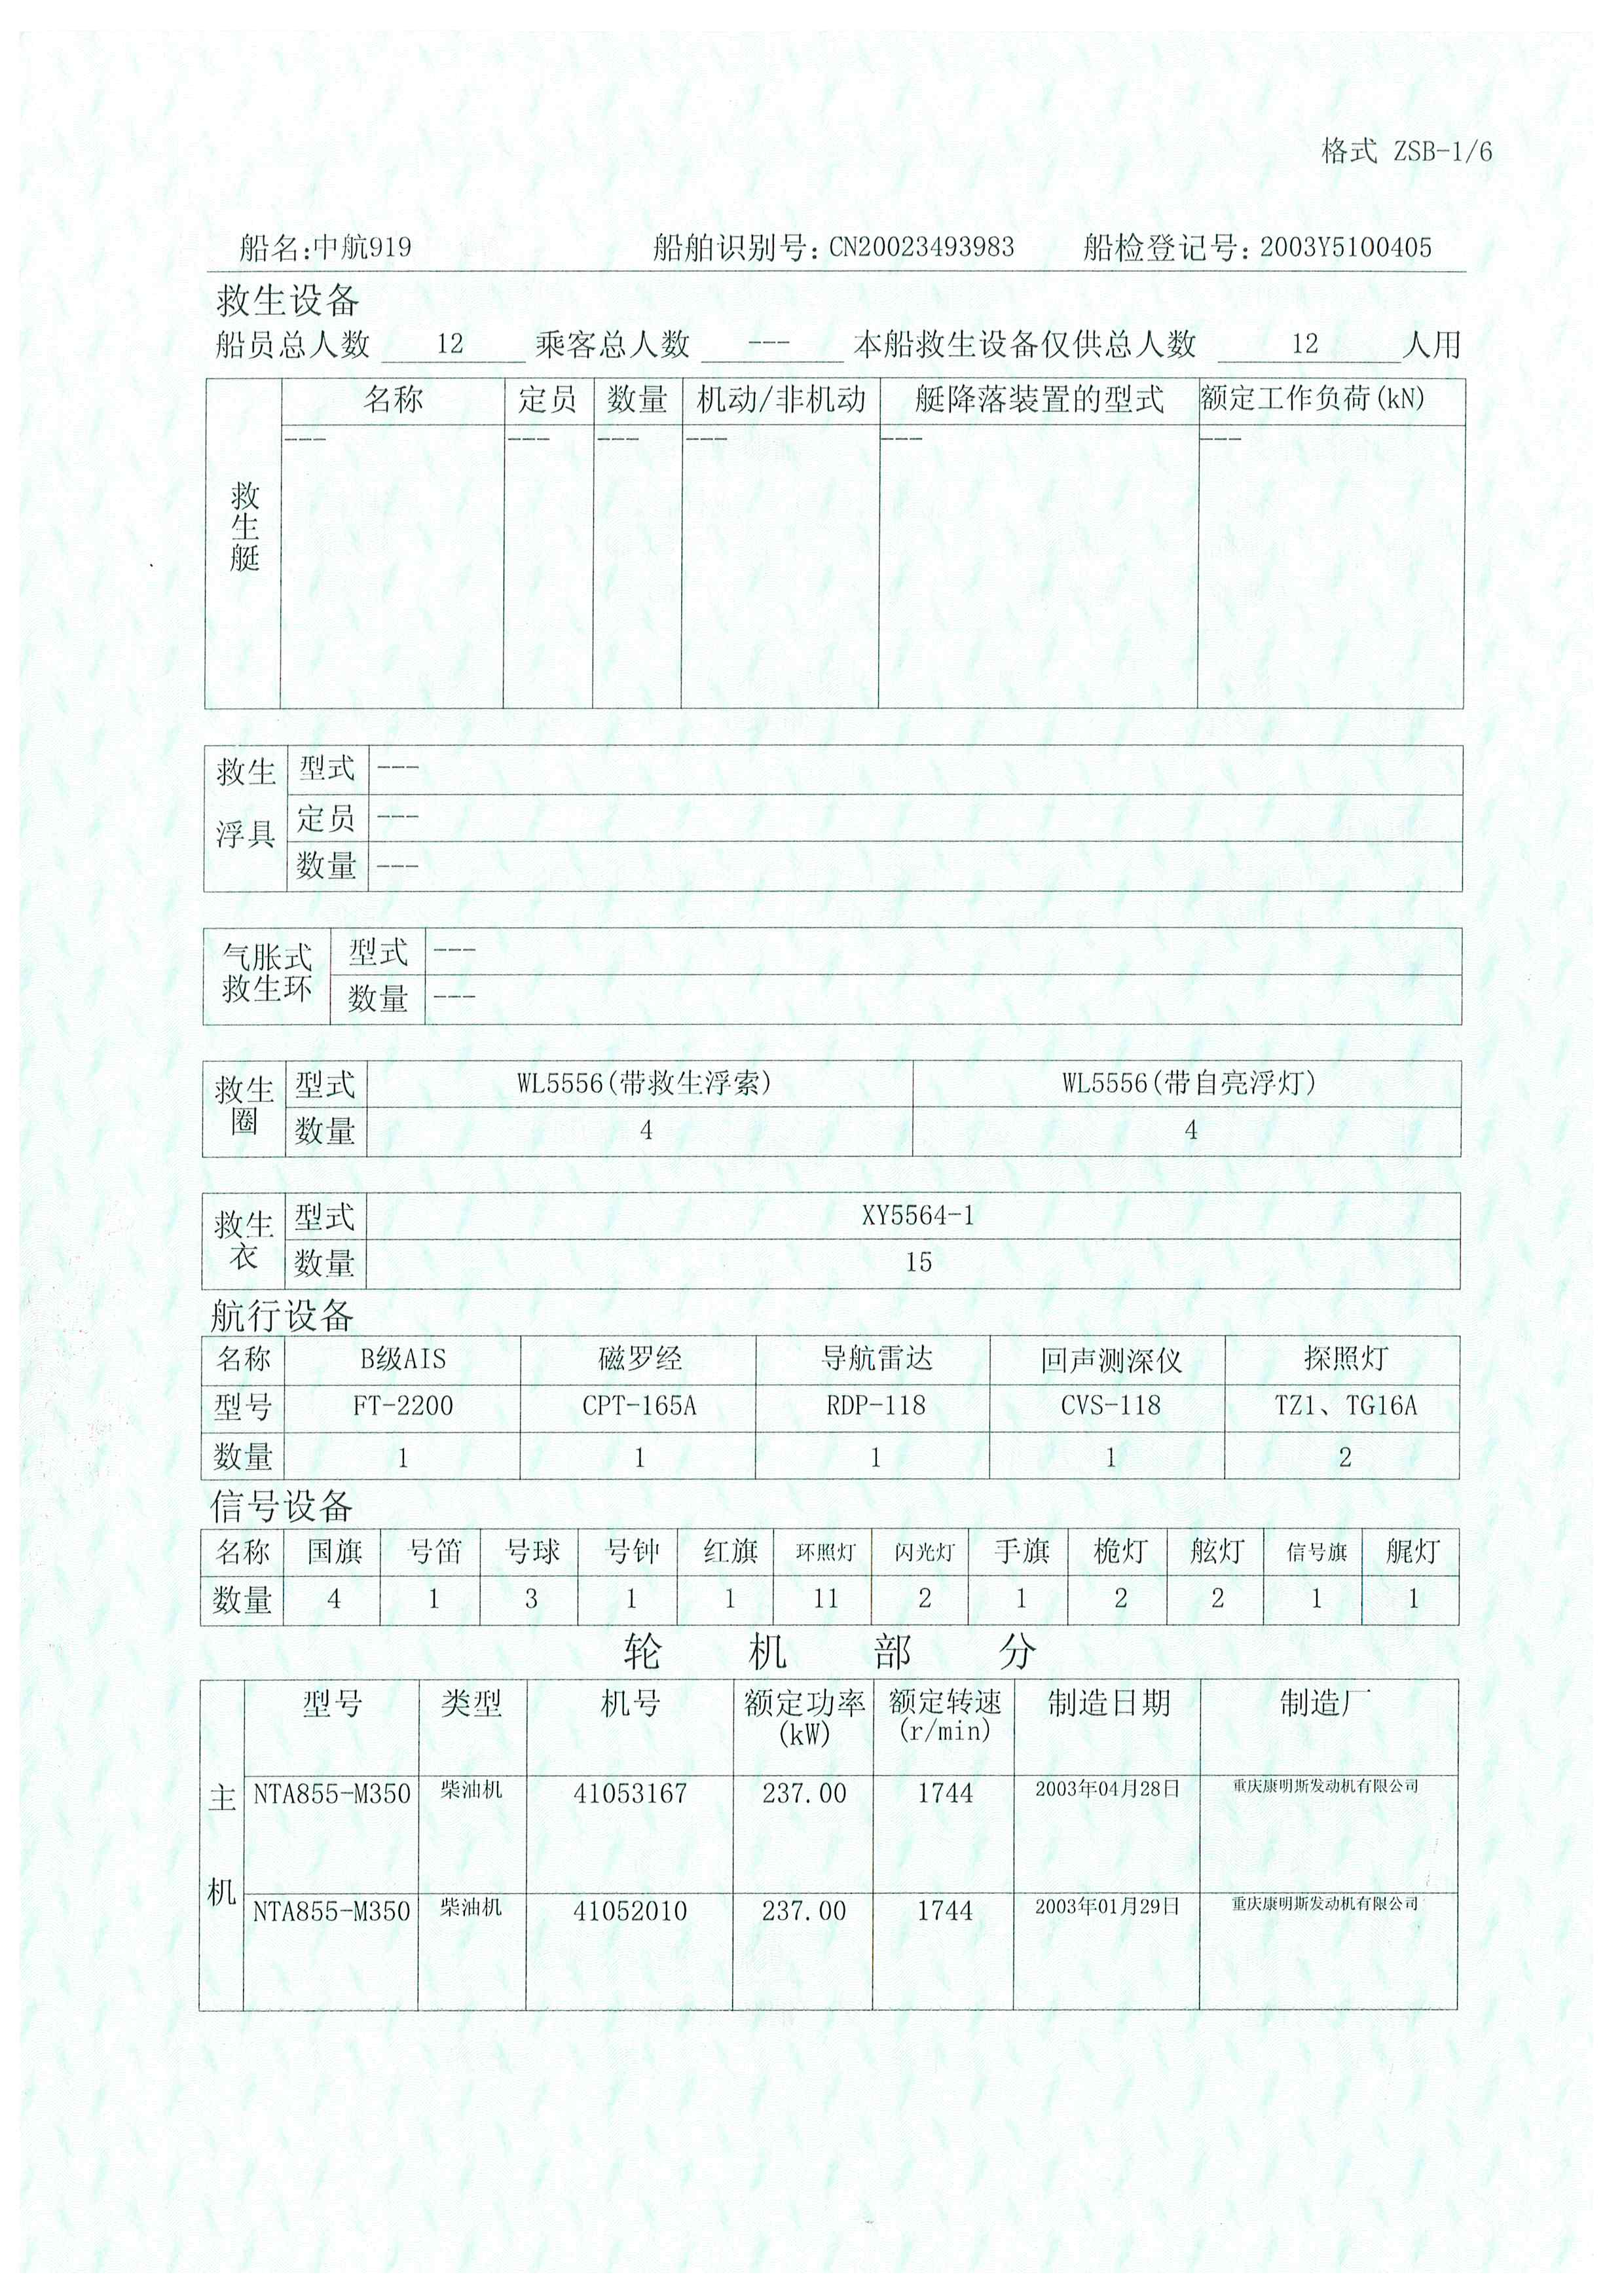 格式 ZSB-1/6
船名:中航919 船舶识别号:CN20023493983 船检登记号:2003Y5100405
救生设备
船员总人数 12 乘客总人数 --- 本船救生设备仅供总人数 12 人用
救生艇
名称 定员 数量 机动/非机动 艇降落装置的型式 额定工作负荷(kN)
--- --- --- --- --- ---
救生浮具
型式 ---
定员 ---
数量 ---
气胀式救生环
型式 ---
数量 ---
救生圈
型式 WL5556(带救生浮索) WL5556(带自亮浮灯)
数量 4 4
救生衣
型式 XY5564-1
数量 15
航行设备
名称 B级AIS 磁罗经 导航雷达 回声测深仪 探照灯
型号 FT-2200 CPT-165A RDP-118 CVS-118 TZ1、TG16A
数量 1 1 1 1 2
信号设备
名称 国旗 号笛 号球 号钟 红旗 环照灯 闪光灯 手旗 桅灯 舷灯 信号旗 艉灯
数量 4 1 3 1 1 11 2 1 2 2 1 1
轮机部分
主机
型号 类型 机号 额定功率(kW) 额定转速(r/min) 制造日期 制造厂
NTA855-M350 柴油机 41053167 237.00 1744 2003年04月28日 重庆康明斯发动机有限公司
NTA855-M350 柴油机 41052010 237.00 1744 2003年01月29日 重庆康明斯发动机有限公司